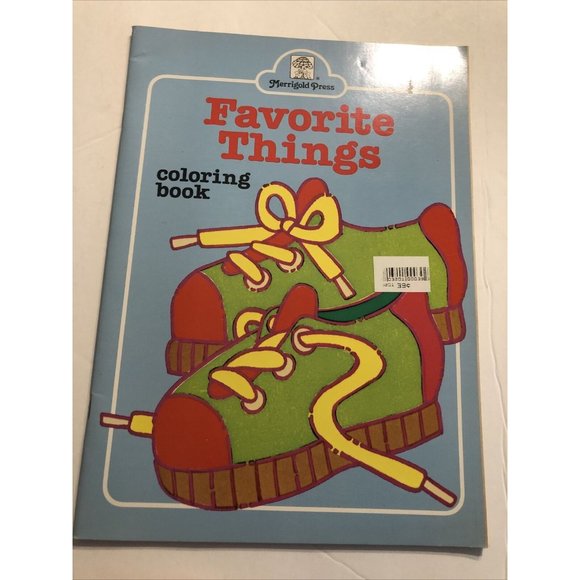 Merrigold Press
®
Favorite
Things
coloring
book
39¢